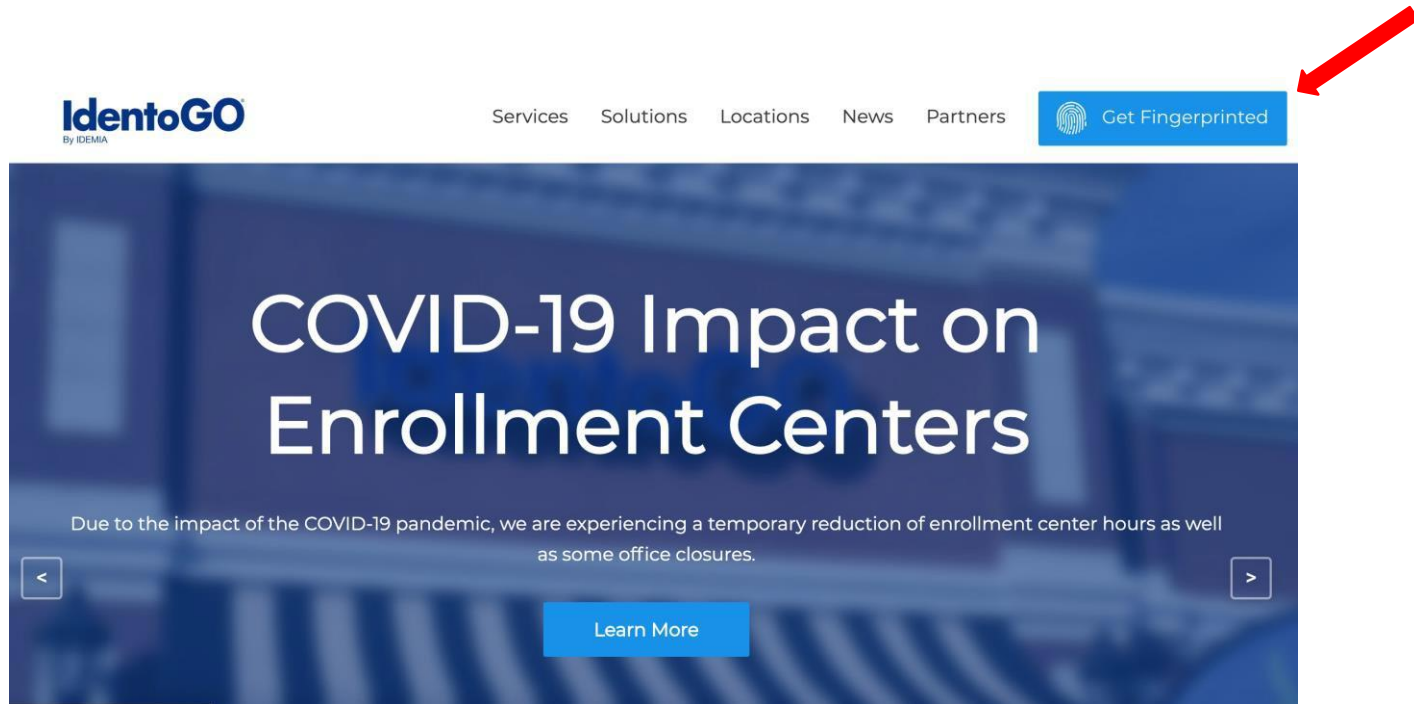 IdentoGO
By IDEMIA
Services Solutions Locations News Partners Get Fingerprinted
COVID-19 Impact on
Enrollment Centers
Due to the impact of the COVID-19 pandemic, we are experiencing a temporary reduction of enrollment center hours as well
as some office closures.
< >
Learn More